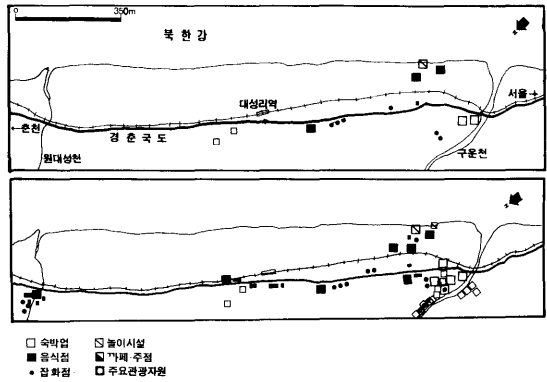 0 350m
북한강
대성리역
서울→
←춘천
경춘국도
원대성천
구운천
숙박업 놀이시설
음식점 까페·주점
잡화점 주요관광자원